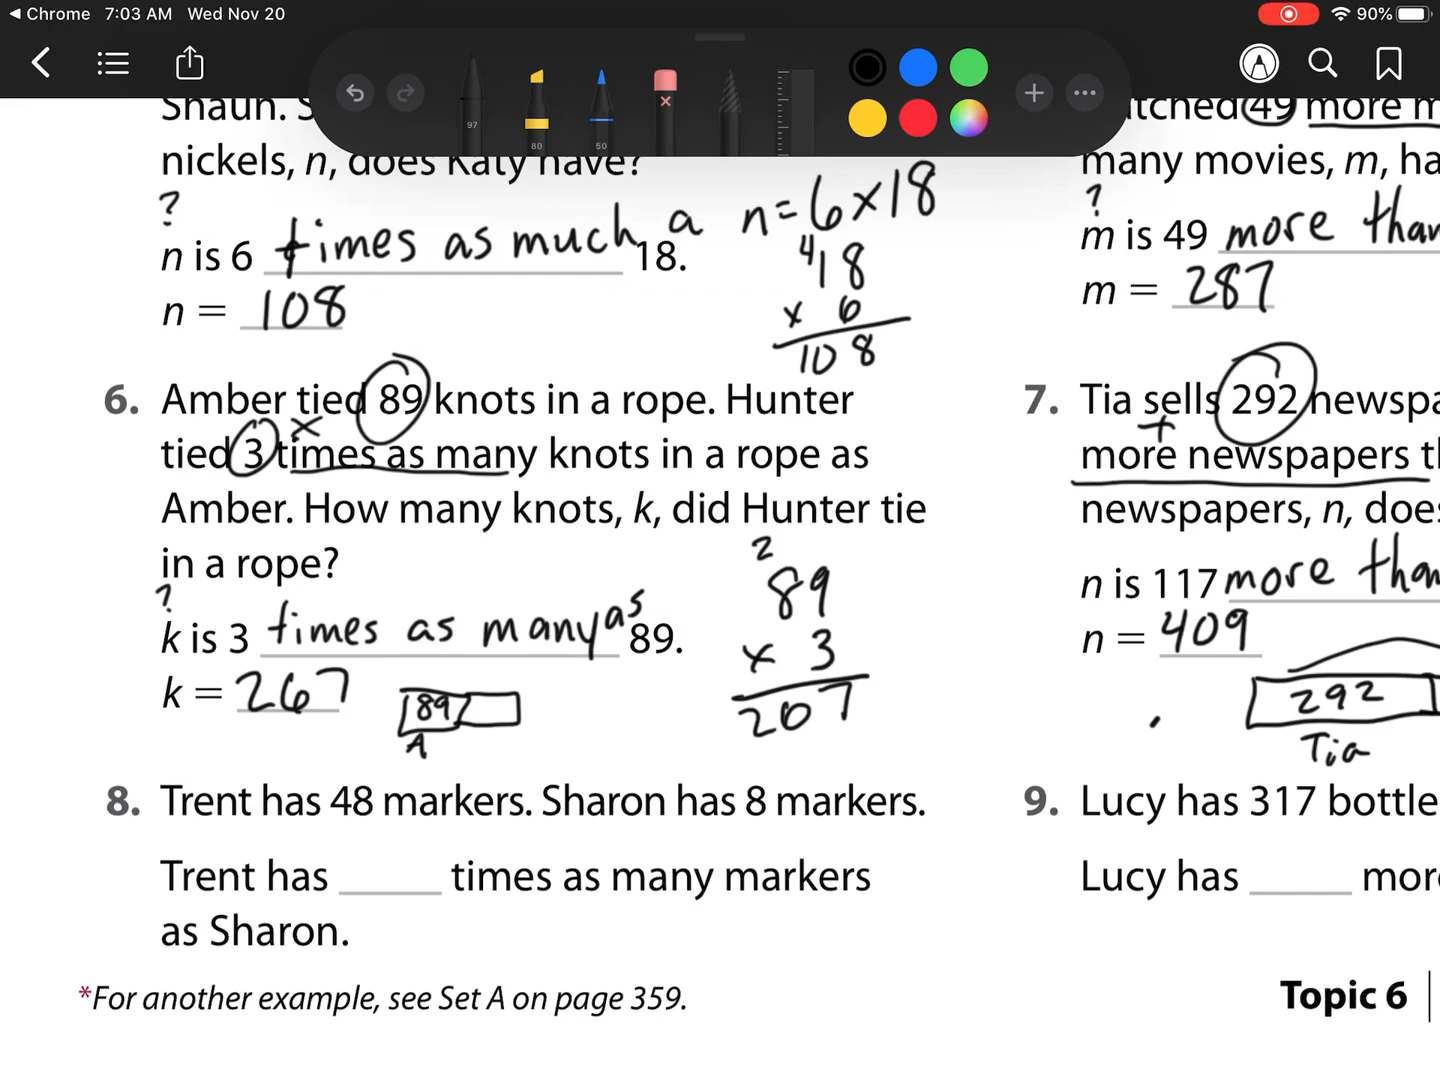 Chrome 7:03 AM Wed Nov 20 90%
97 80 50
Shaun. S
nickels, n, does Katy have?
?
n is 6 times as much a 18.
n = 108
n=6×18
4
18
× 6
108
tched 49 more m
many movies, m, ha
?
m is 49 more than
m = 287
6. Amber tied 89 knots in a rope. Hunter
×
tied 3 times as many knots in a rope as
Amber. How many knots, k, did Hunter tie
in a rope?
?
k is 3 times as many as 89.
k = 267
89
A
2
89
× 3
267
7. Tia sells 292 newspa
+
more newspapers t
newspapers, n, does
n is 117 more than
n = 409
292
Tia
8. Trent has 48 markers. Sharon has 8 markers.
Trent has ____ times as many markers
as Sharon.
9. Lucy has 317 bottle
Lucy has ____ more
*For another example, see Set A on page 359.
Topic 6